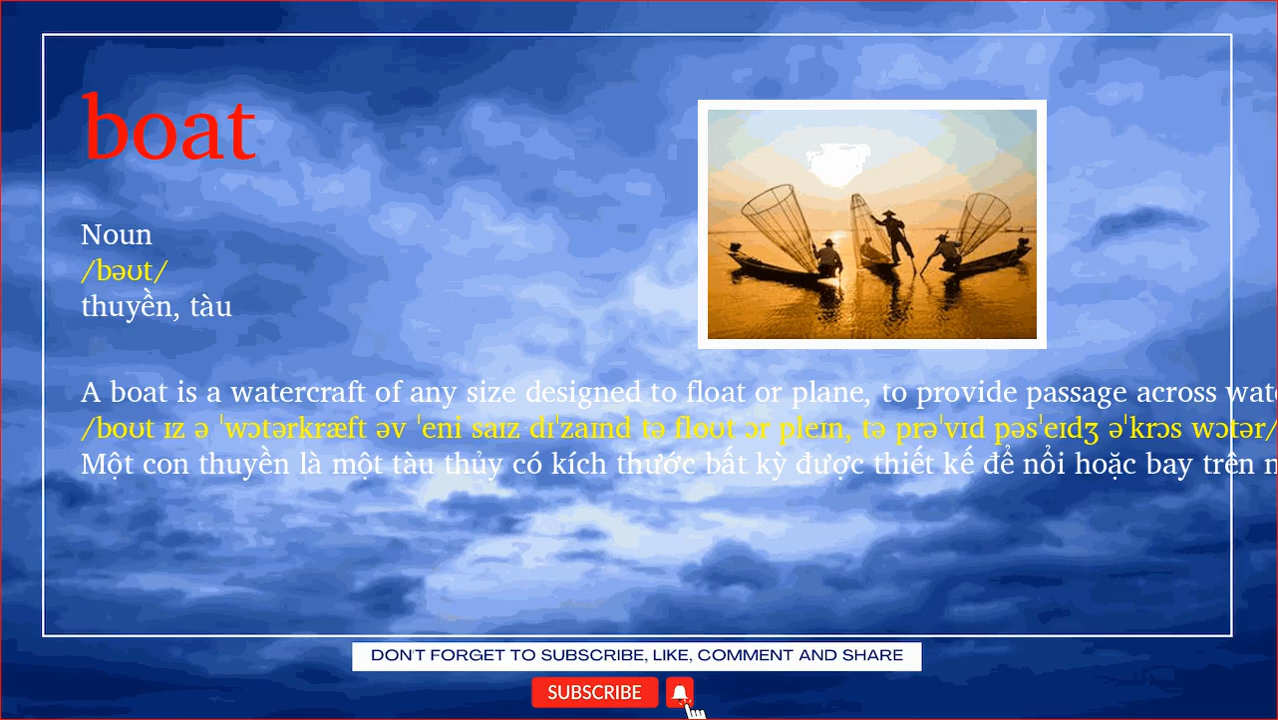 boat
Noun
/bəʊt/
thuyền, tàu
A boat is a watercraft of any size designed to float or plane, to provide passage across
/boʊt ɪz ə ˈwɔtərkræft əv ˈeni saɪz dɪˈzaɪnd tə floʊt ɔr pleɪn, tə prəˈvɪd pəsˈeɪdʒ əˈkrɔs wɔtər/
Một con thuyền là một tàu thủy có kích thước bất kỳ được thiết kế để nổi hoặc bay trên
DON'T FORGET TO SUBSCRIBE, LIKE, COMMENT AND SHARE
SUBSCRIBE